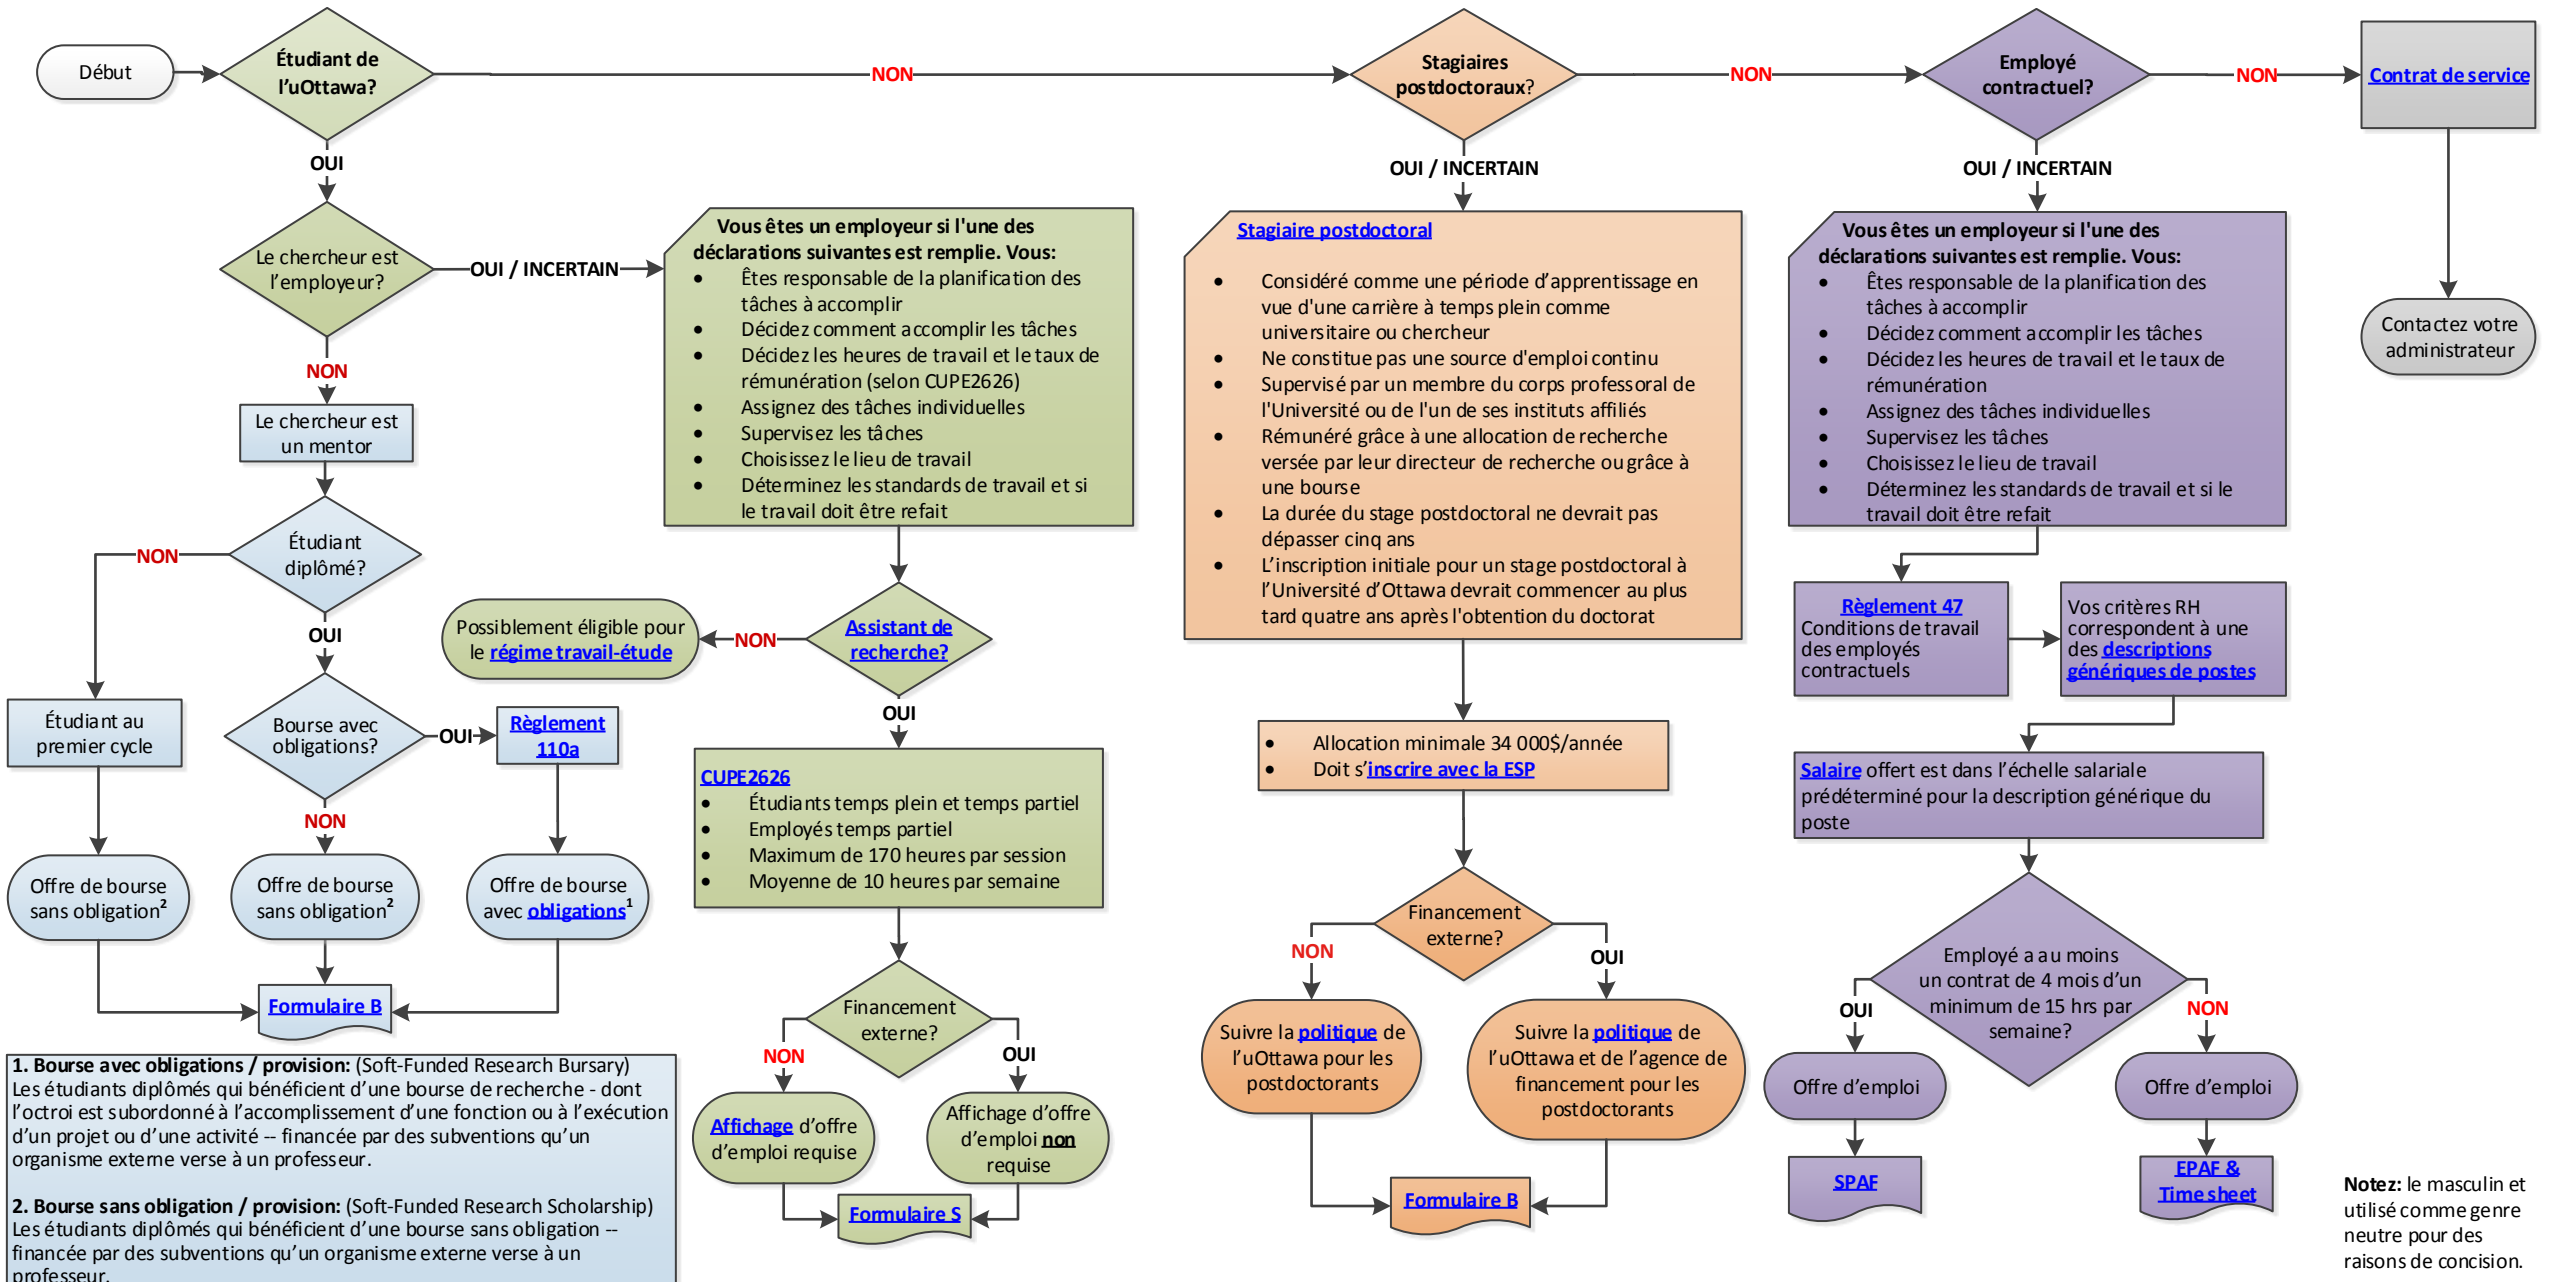 Début
Étudiant de
l'uOttawa?
NON
Stagiaires
postdoctoraux?
NON
Employé
contractuel?
NON
Contrat de service
Contactez votre
administrateur
OUI
Le chercheur est
l'employeur?
OUI / INCERTAIN
NON
Le chercheur est
un mentor
Étudiant
diplômé?
NON
OUI
Étudiant au
premier cycle
Bourse avec
obligations?
OUI
Règlement
110a
NON
Offre de bourse
sans obligation²
Offre de bourse
sans obligation²
Offre de bourse
avec obligations¹
Formulaire B
1. Bourse avec obligations / provision: (Soft-Funded Research Bursary)
Les étudiants diplômés qui bénéficient d'une bourse de recherche - dont
l'octroi est subordonné à l'accomplissement d'une fonction ou à l'exécution
d'un projet ou d'une activité -- financée par des subventions qu'un
organisme externe verse à un professeur.
2. Bourse sans obligation / provision: (Soft-Funded Research Scholarship)
Les étudiants diplômés qui bénéficient d'une bourse sans obligation --
financée par des subventions qu'un organisme externe verse à un
professeur.
Vous êtes un employeur si l'une des
déclarations suivantes est remplie. Vous:
• Êtes responsable de la planification des
tâches à accomplir
• Décidez comment accomplir les tâches
• Décidez les heures de travail et le taux de
rémunération (selon CUPE2626)
• Assignez des tâches individuelles
• Supervisez les tâches
• Choisissez le lieu de travail
• Déterminez les standards de travail et si
le travail doit être refait
Assistant de
recherche?
NON
Possiblement éligible pour
le régime travail-étude
OUI
CUPE2626
• Étudiants temps plein et temps partiel
• Employés temps partiel
• Maximum de 170 heures par session
• Moyenne de 10 heures par semaine
Financement
externe?
NON
OUI
Affichage d'offre
d'emploi requise
Affichage d'offre
d'emploi non
requise
Formulaire S
OUI / INCERTAIN
Stagiaire postdoctoral
• Considéré comme une période d'apprentissage en
vue d'une carrière à temps plein comme
universitaire ou chercheur
• Ne constitue pas une source d'emploi continu
• Supervisé par un membre du corps professoral de
l'Université ou de l'un de ses instituts affiliés
• Rémunéré grâce à une allocation de recherche
versée par leur directeur de recherche ou grâce à
une bourse
• La durée du stage postdoctoral ne devrait pas
dépasser cinq ans
• L'inscription initiale pour un stage postdoctoral à
l'Université d'Ottawa devrait commencer au plus
tard quatre ans après l'obtention du doctorat
• Allocation minimale 34 000$/année
• Doit s'inscrire avec la ESP
Financement
externe?
NON
OUI
Suivre la politique de
l'uOttawa pour les
postdoctorants
Suivre la politique de
l'uOttawa et de l'agence de
financement pour les
postdoctorants
Formulaire B
OUI / INCERTAIN
Vous êtes un employeur si l'une des
déclarations suivantes est remplie. Vous:
• Êtes responsable de la planification des
tâches à accomplir
• Décidez comment accomplir les tâches
• Décidez les heures de travail et le taux de
rémunération
• Assignez des tâches individuelles
• Supervisez les tâches
• Choisissez le lieu de travail
• Déterminez les standards de travail et si le
travail doit être refait
Règlement 47
Conditions de travail
des employés
contractuels
Vos critères RH
correspondent à une
des descriptions
génériques de postes
Salaire offert est dans l'échelle salariale
prédéterminé pour la description générique du
poste
Employé a au moins
un contrat de 4 mois d'un
minimum de 15 hrs par
semaine?
OUI
NON
Offre d'emploi
Offre d'emploi
SPAF
EPAF &
Time sheet
Notez: le masculin et
utilisé comme genre
neutre pour des
raisons de concision.